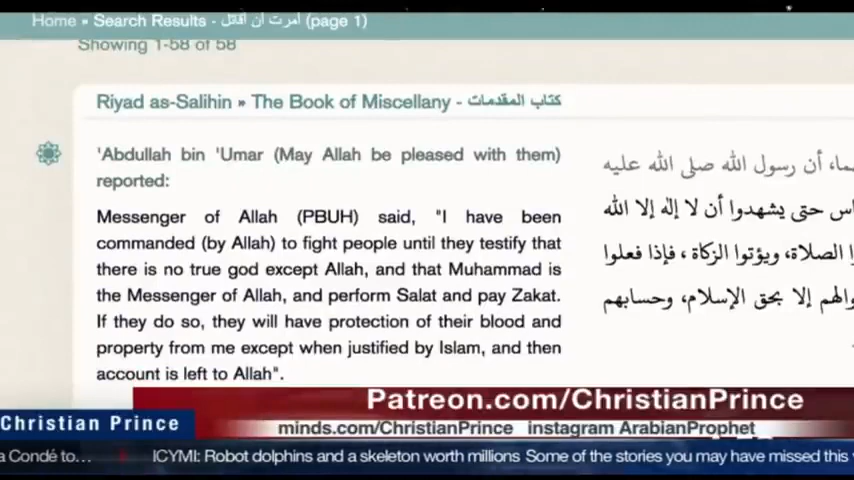 Home » Search Results - أمرت أن أقاتل (page 1)
Showing 1-58 of 58
Riyad as-Salihin » The Book of Miscellany - كتاب المقدمات
'Abdullah bin 'Umar (May Allah be pleased with them)
reported:
Messenger of Allah (PBUH) said, "I have been
commanded (by Allah) to fight people until they testify that
there is no true god except Allah, and that Muhammad is
the Messenger of Allah, and perform Salat and pay Zakat.
If they do so, they will have protection of their blood and
property from me except when justified by Islam, and then
account is left to Allah".
أن رسول الله صلى الله عليه
حتى يشهدوا أن لا إله إلا الله
الصلاة، ويؤتوا الزكاة، فإذا فعلوا
إلا بحق الإسلام، وحسابهم
Patreon.com/ChristianPrince
Christian Prince
minds.com/ChristianPrince instagram ArabianProphet
Condé to... ICYMI: Robot dolphins and a skeleton worth millions Some of the stories you may have missed this